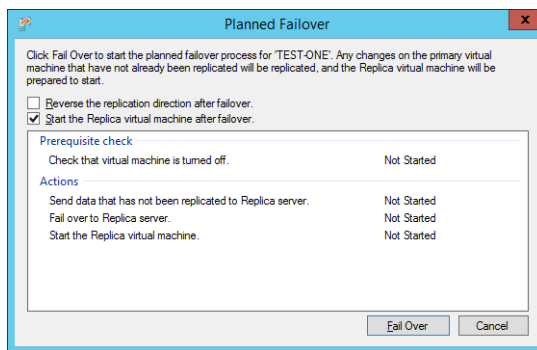 Planned Failover
x
Click Fail Over to start the planned failover process for 'TEST-ONE'. Any changes on the primary virtual
machine that have not already been replicated will be replicated, and the Replica virtual machine will be
prepared to start.
Reverse the replication direction after failover.
Start the Replica virtual machine after failover.
Prerequisite check
Check that virtual machine is turned off. Not Started
Actions
Send data that has not been replicated to Replica server. Not Started
Fail over to Replica server. Not Started
Start the Replica virtual machine. Not Started
Fail Over Cancel